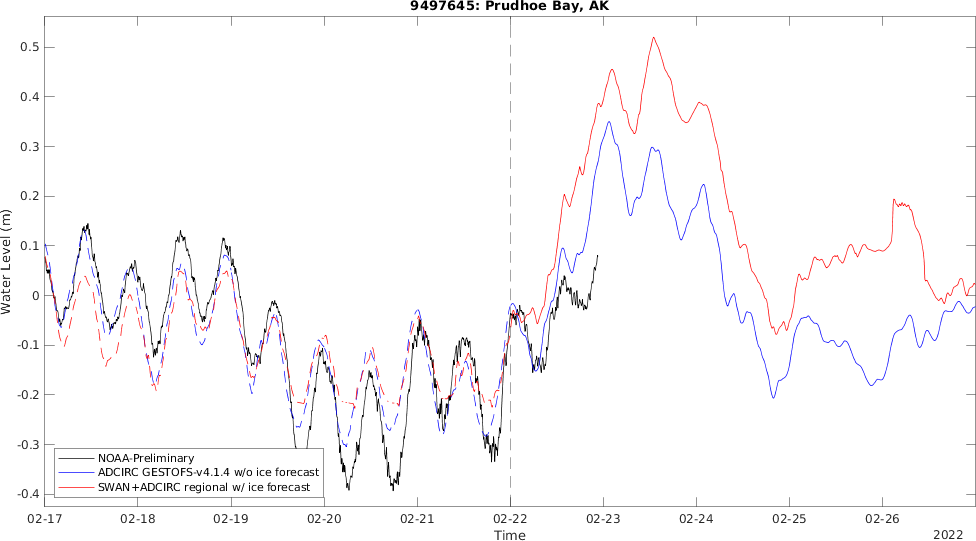 9497645: Prudhoe Bay, AK
Water Level (m)
0.5
0.4
0.3
0.2
0.1
0
-0.1
-0.2
-0.3
-0.4
NOAA-Preliminary
ADCIRC GESTOFS-v4.1.4 w/o ice forecast
SWAN+ADCIRC regional w/ ice forecast
02-17 02-18 02-19 02-20 02-21 02-22 02-23 02-24 02-25 02-26
Time
2022